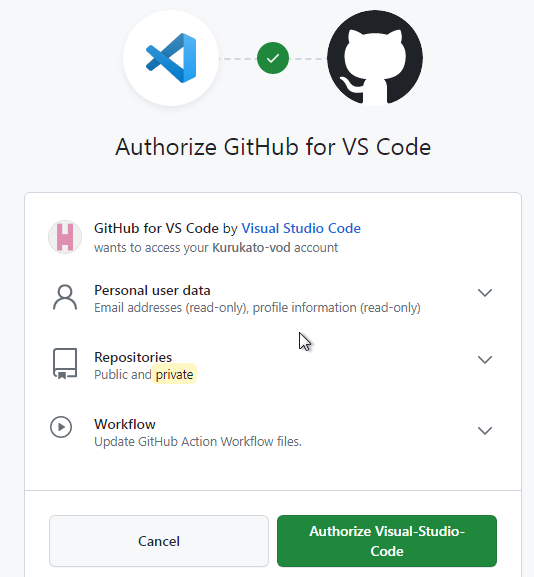 Authorize GitHub for VS Code
GitHub for VS Code by Visual Studio Code
wants to access your Kurukato-vod account
Personal user data
Email addresses (read-only), profile information (read-only)
Repositories
Public and private
Workflow
Update GitHub Action Workflow files.
Cancel
Authorize Visual-Studio-
Code